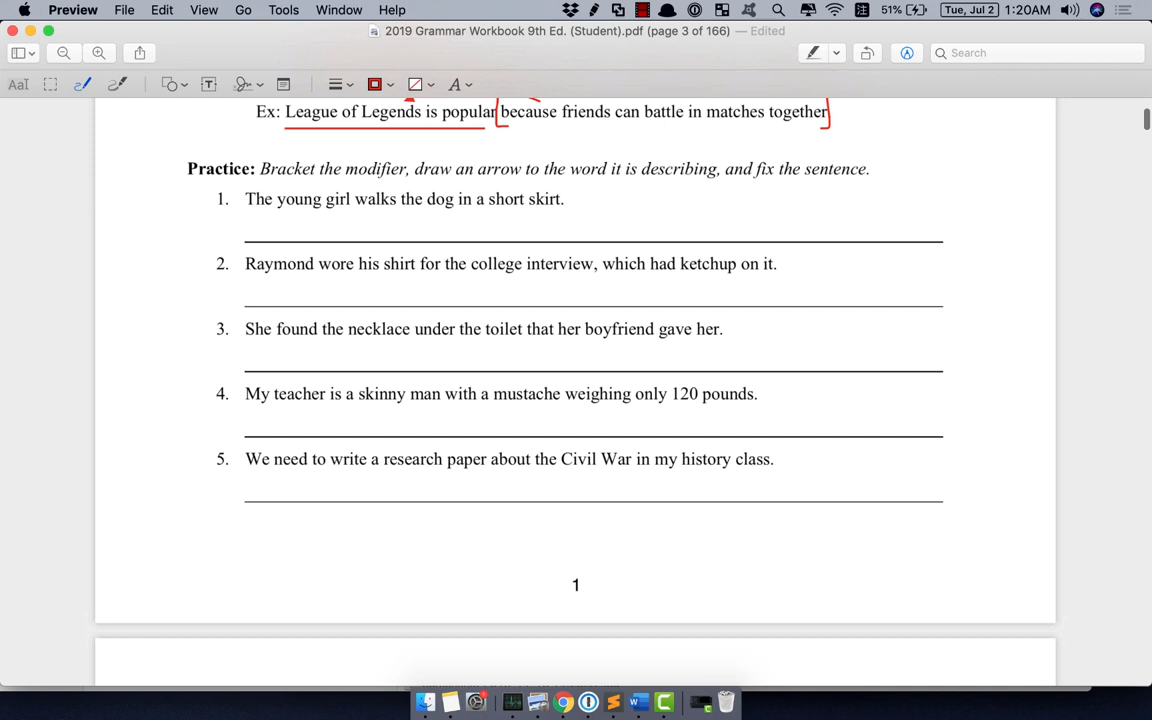 Preview File Edit View Go Tools Window Help 51% Tue, Jul 2 1:20AM
2019 Grammar Workbook 9th Ed. (Student).pdf (page 3 of 166) — Edited
Search
AaI T A
Ex: League of Legends is popular because friends can battle in matches together
Practice: Bracket the modifier, draw an arrow to the word it is describing, and fix the sentence.
1. The young girl walks the dog in a short skirt.
2. Raymond wore his shirt for the college interview, which had ketchup on it.
3. She found the necklace under the toilet that her boyfriend gave her.
4. My teacher is a skinny man with a mustache weighing only 120 pounds.
5. We need to write a research paper about the Civil War in my history class.
1